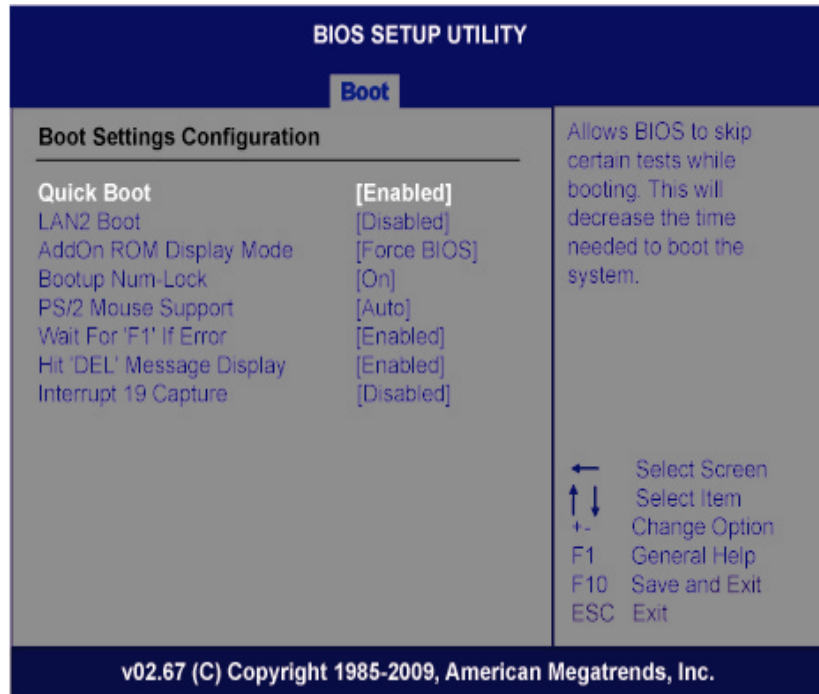 BIOS SETUP UTILITY
Boot
Boot Settings Configuration
Quick Boot [Enabled]
LAN2 Boot [Disabled]
AddOn ROM Display Mode [Force BIOS]
Bootup Num-Lock [On]
PS/2 Mouse Support [Auto]
Wait For 'F1' If Error [Enabled]
Hit 'DEL' Message Display [Enabled]
Interrupt 19 Capture [Disabled]
Allows BIOS to skip
certain tests while
booting. This will
decrease the time
needed to boot the
system.
← Select Screen
↑↓ Select Item
+- Change Option
F1 General Help
F10 Save and Exit
ESC Exit
v02.67 (C) Copyright 1985-2009, American Megatrends, Inc.